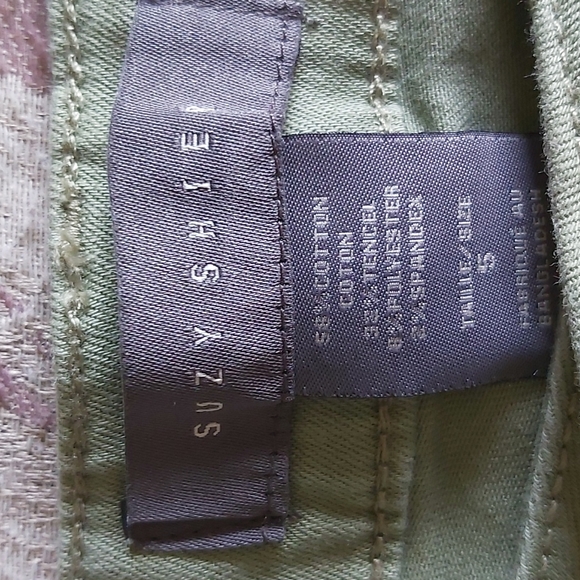 SUZY SHIER
58% COTTON
COTON
32% TENCEL
8% POLYESTER
2% SPANDEX
TAILLE/SIZE
5
FABRIQUÉ AU
BANGLADESH